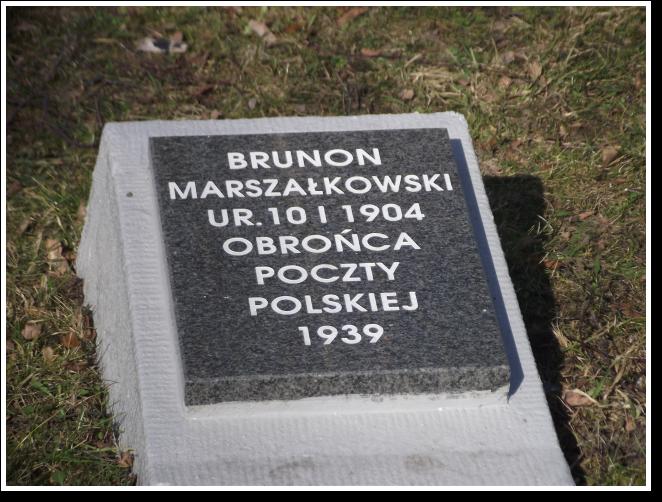 BRUNON
MARSZAŁKOWSKI
UR.10 I 1904
OBROŃCA
POCZTY
POLSKIEJ
1939